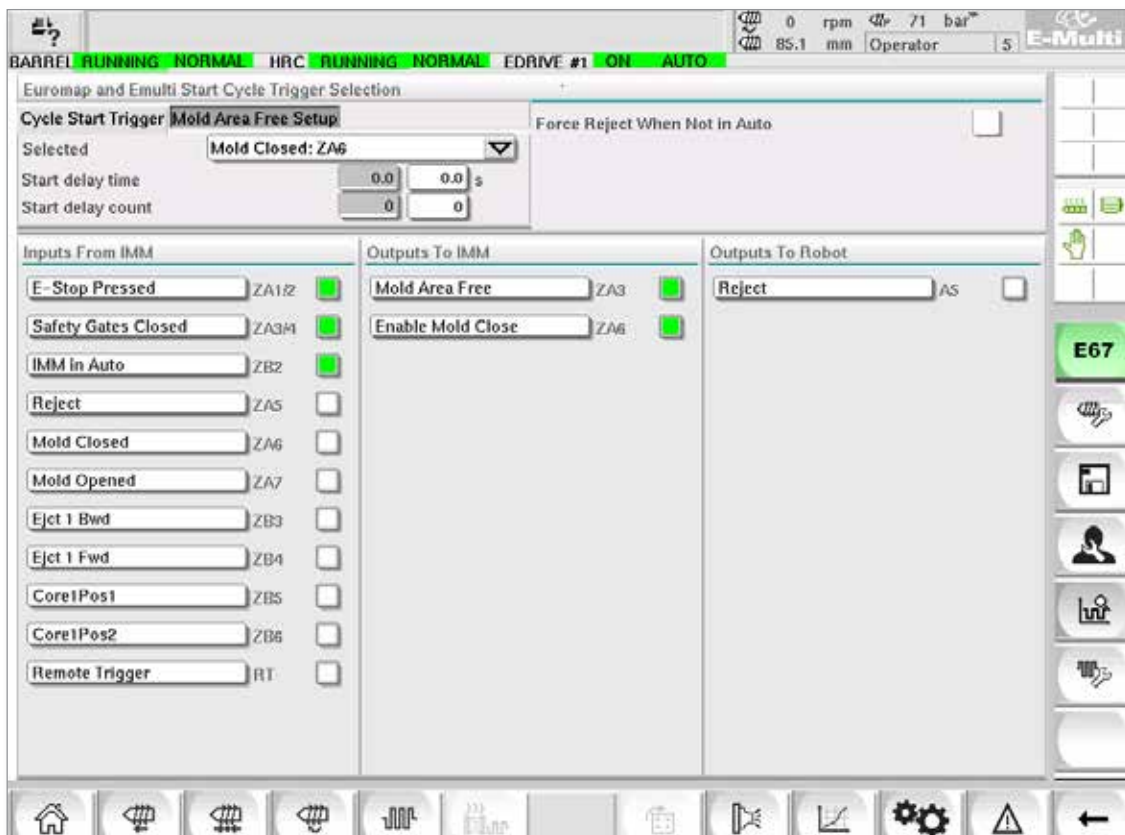 0 rpm 71 bar
85.1 mm Operator 5 E-Multi
BARREL RUNNING NORMAL HRC RUNNING NORMAL EDRIVE #1 ON AUTO
Euromap and Emulti Start Cycle Trigger Selection
Cycle Start Trigger Mold Area Free Setup
Force Reject When Not in Auto
Selected Mold Closed: ZA6
Start delay time 0.0 0.0 s
Start delay count 0 0
Inputs From IMM Outputs To IMM Outputs To Robot
E-Stop Pressed ZA1/2 Mold Area Free ZA3 Reject A5
Safety Gates Closed ZA3/4 Enable Mold Close ZA6
IMM in Auto ZB2
E67
Reject ZA5
Mold Closed ZA6
Mold Opened ZA7
Ejct 1 Bwd ZB3
Ejct 1 Fwd ZB4
Core1Pos1 ZB5
Core1Pos2 ZB6
Remote Trigger RT